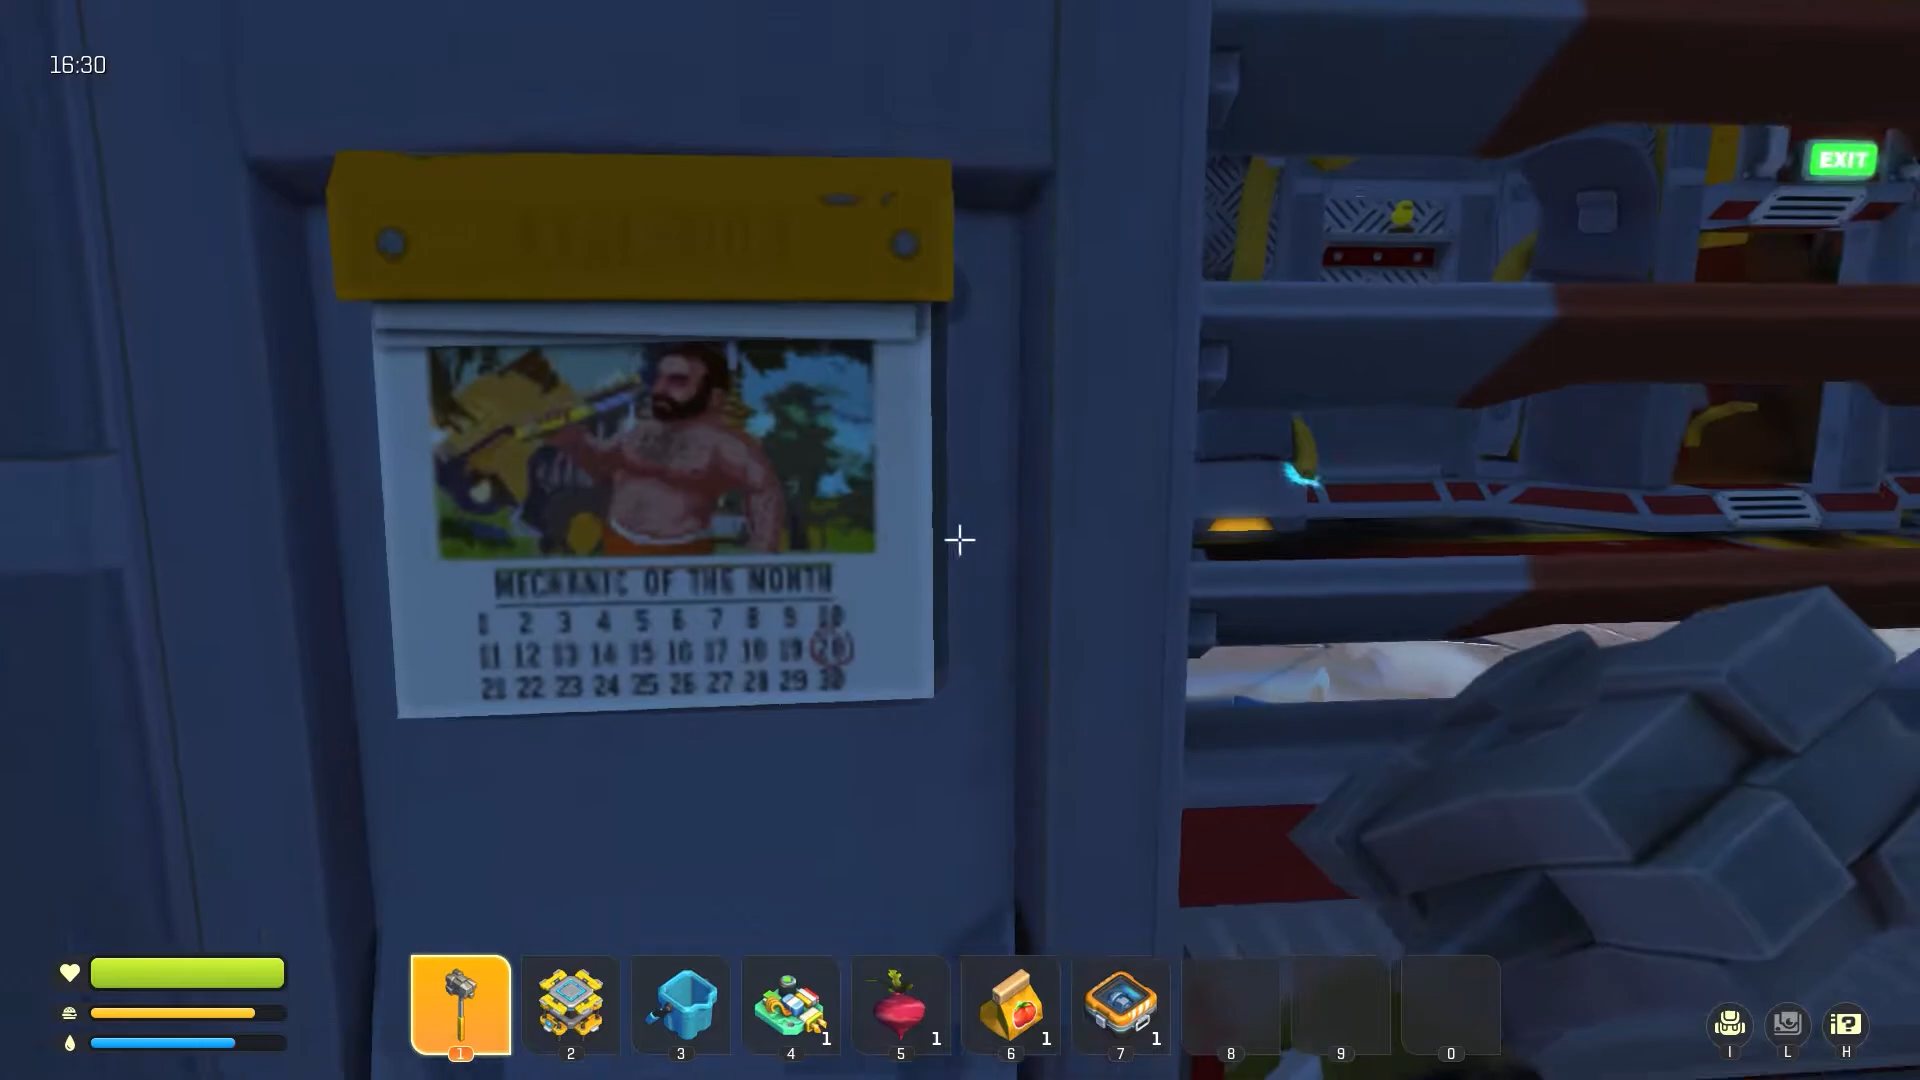 16:30
EXIT
MECHANIC OF THE MONTH
1 2 3 4 5 6 7 8 9 10
11 12 13 14 15 16 17 18 19 20
21 22 23 24 25 26 27 28 29 30
1 1 1 1
1 2 3 4 5 6 7 8 9 0
I L H